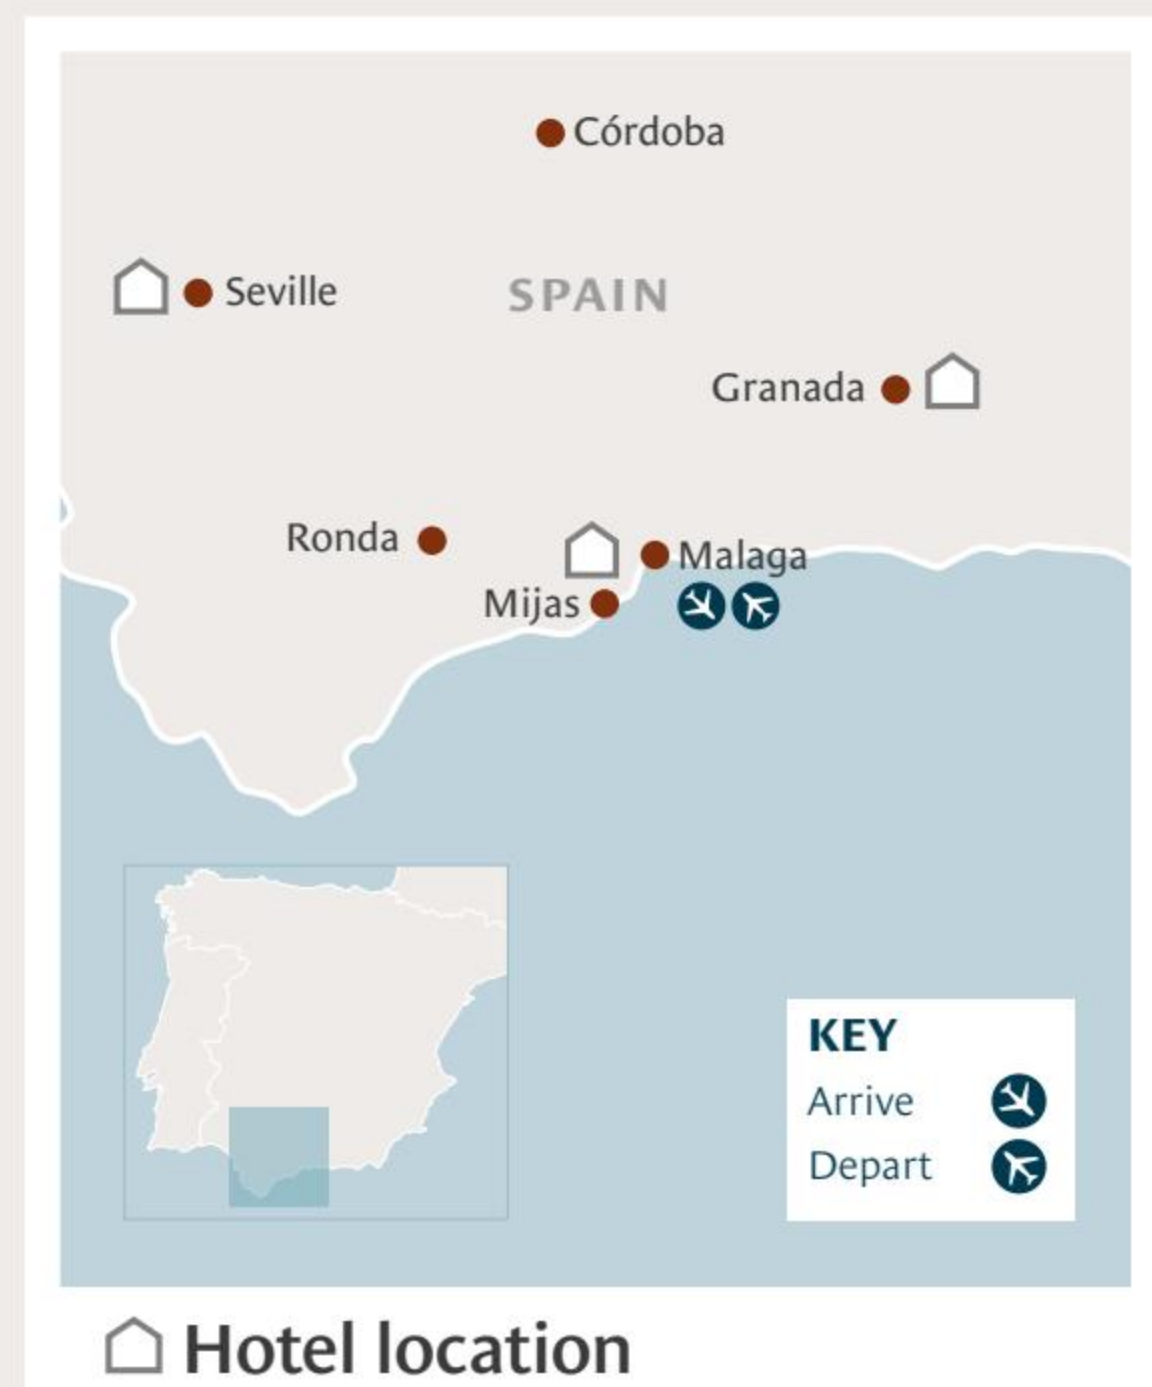 Córdoba
Seville
SPAIN
Granada
Ronda
Malaga
Mijas
KEY
Arrive
Depart
Hotel location